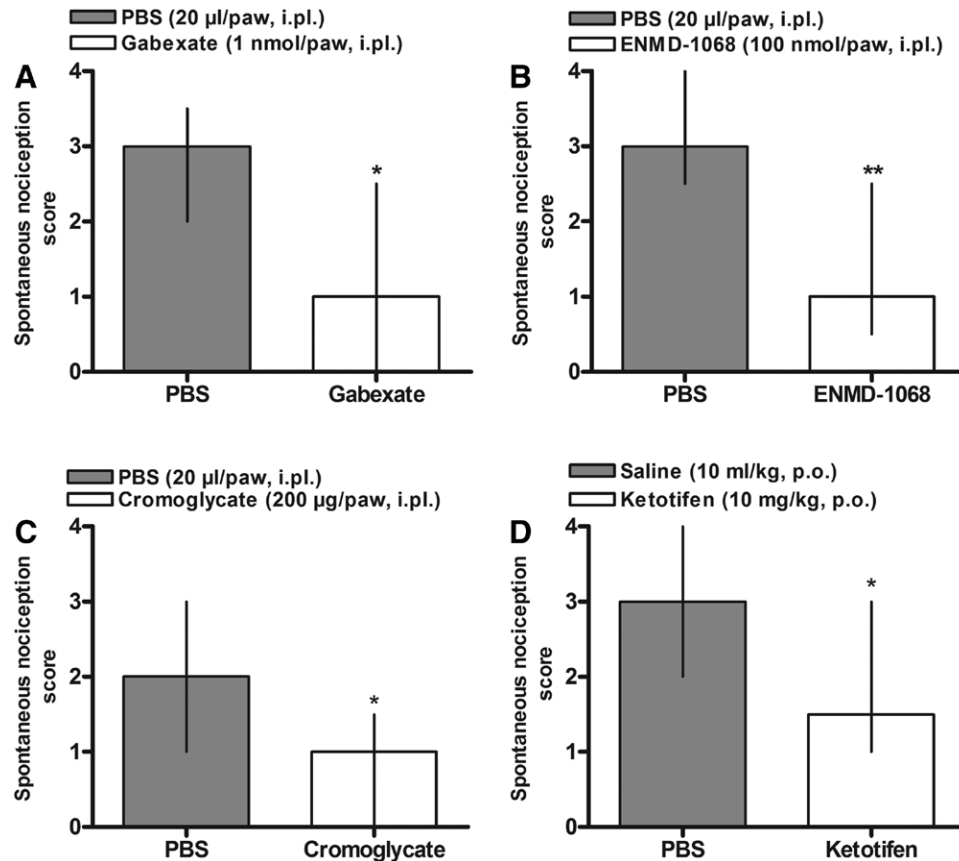 PBS (20 µl/paw, i.pl.)
Gabexate (1 nmol/paw, i.pl.)
A
Spontaneous nociception
score
4
3
2
1
0
*
PBS
Gabexate
PBS (20 µl/paw, i.pl.)
ENMD-1068 (100 nmol/paw, i.pl.)
B
Spontaneous nociception
score
4
3
2
1
0
**
PBS
ENMD-1068
PBS (20 µl/paw, i.pl.)
Cromoglycate (200 µg/paw, i.pl.)
C
Spontaneous nociception
score
4
3
2
1
0
*
PBS
Cromoglycate
Saline (10 ml/kg, p.o.)
Ketotifen (10 mg/kg, p.o.)
D
Spontaneous nociception
score
4
3
2
1
0
*
PBS
Ketotifen